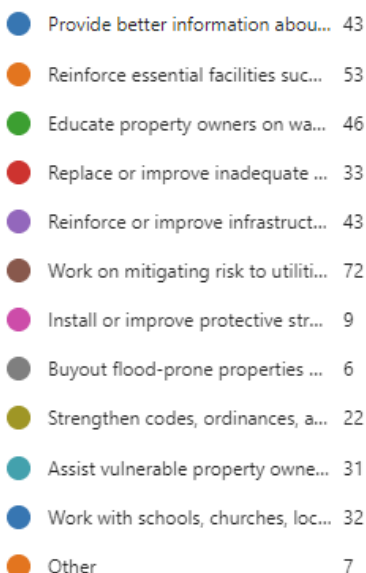 Provide better information abou... 43
Reinforce essential facilities suc... 53
Educate property owners on wa... 46
Replace or improve inadequate ... 33
Reinforce or improve infrastruct... 43
Work on mitigating risk to utiliti... 72
Install or improve protective str... 9
Buyout flood-prone properties ... 6
Strengthen codes, ordinances, a... 22
Assist vulnerable property owne... 31
Work with schools, churches, loc... 32
Other 7